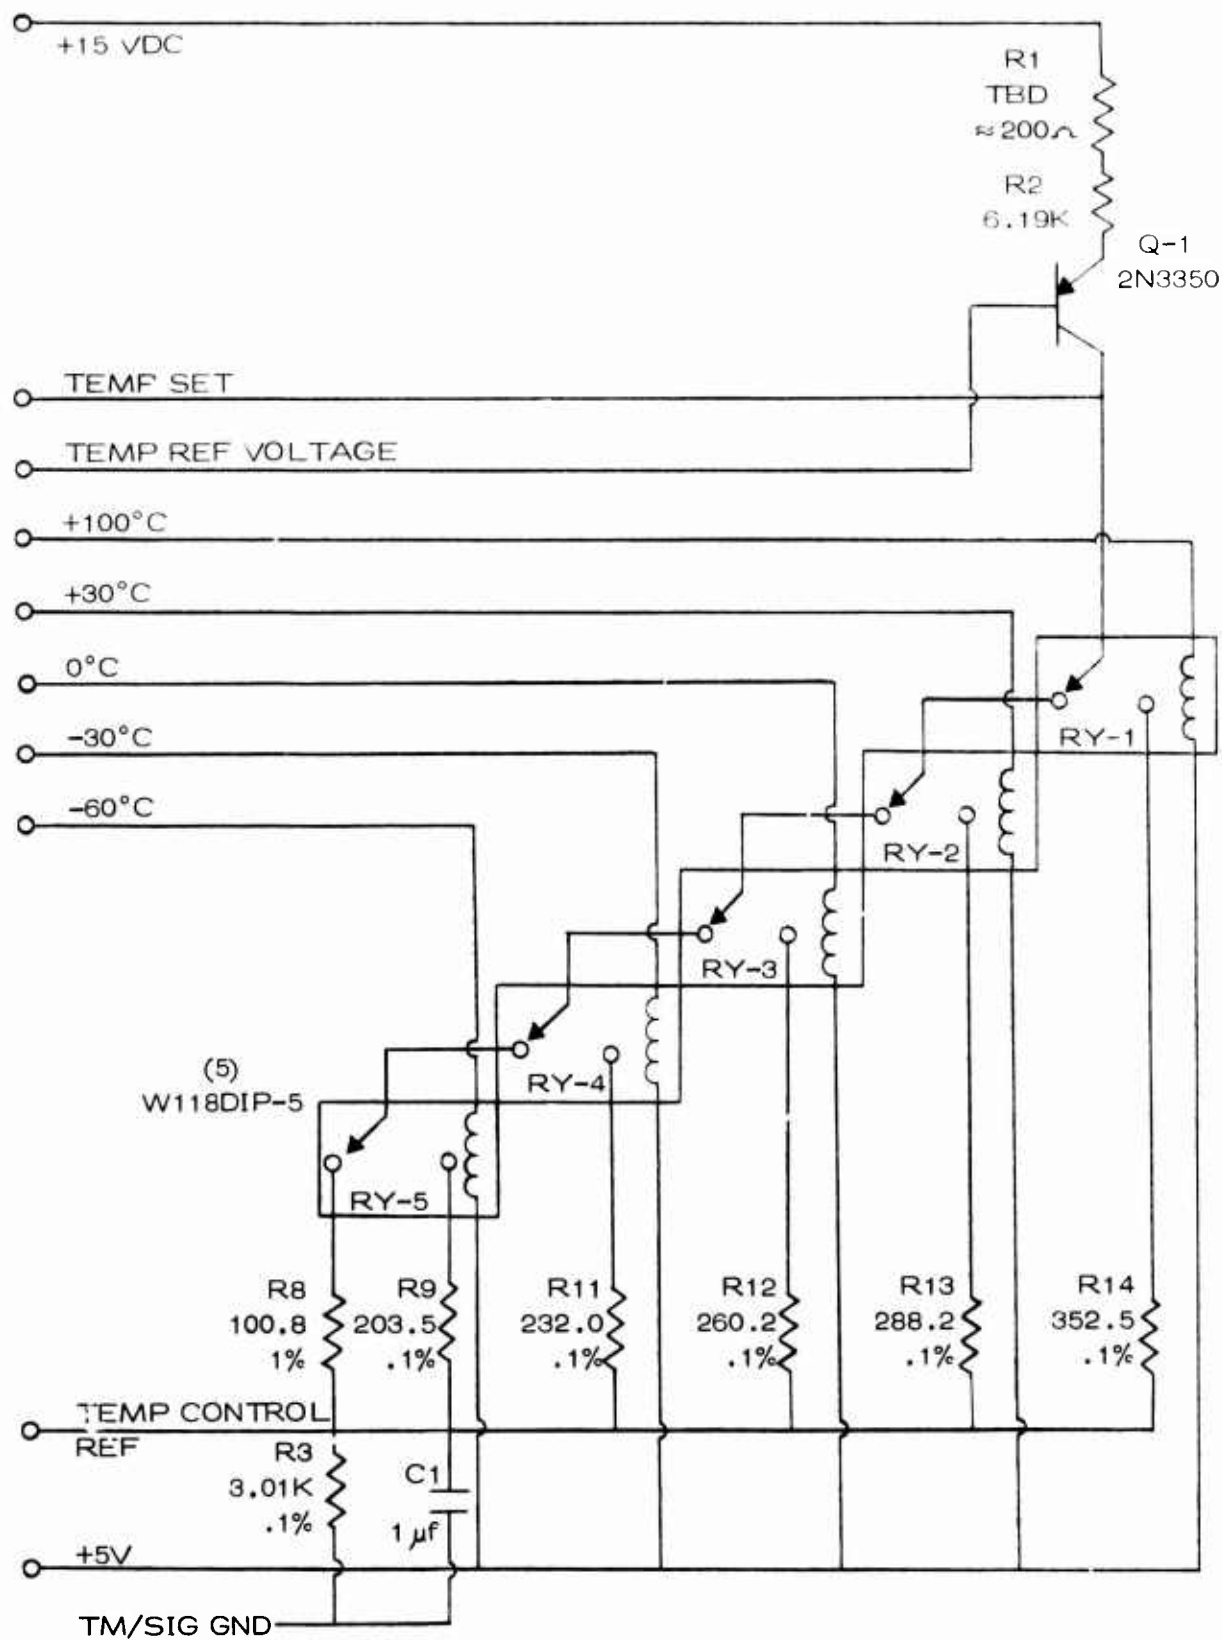 +15 VDC
R1
TBD
≈200Ω
R2
6.19K
Q-1
2N3350
TEMP SET
TEMP REF VOLTAGE
+100°C
+30°C
0°C
-30°C
-60°C
RY-1
RY-2
RY-3
RY-4
(5)
W118DIP-5
RY-5
R8
100.8
1%
R9
203.5
.1%
R11
232.0
.1%
R12
260.2
.1%
R13
288.2
.1%
R14
352.5
.1%
TEMP CONTROL
REF
R3
3.01K
.1%
C1
1 µf
+5V
TM/SIG GND